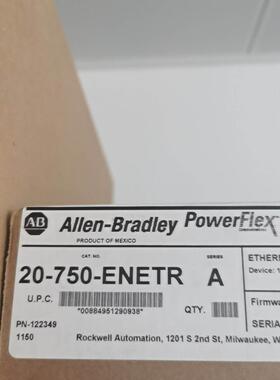 AB Allen-Bradley PowerFlex
PRODUCT OF MEXICO
CAT. NO. SERIES
20-750-ENETR A
ETHERN
Device: 1
U.P.C.
*00884951290938*
QTY.
Firmwa
PN-122349
SERIA
1150 Rockwell Automation, 1201 S 2nd St, Milwaukee, W